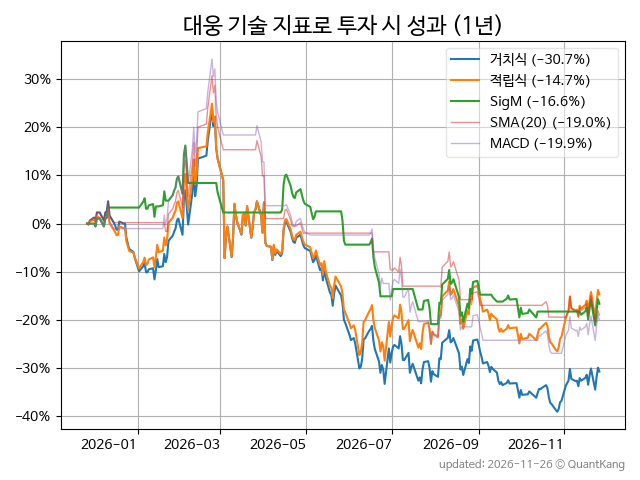 대웅 기술 지표로 투자 시 성과 (1년)
거치식 (−30.7%)
적립식 (−14.7%)
SigM (−16.6%)
SMA(20) (−19.0%)
MACD (−19.9%)
30%
20%
10%
0%
−10%
−20%
−30%
−40%
2026-01 2026-03 2026-05 2026-07 2026-09 2026-11
updated: 2026-11-26 © QuantKang